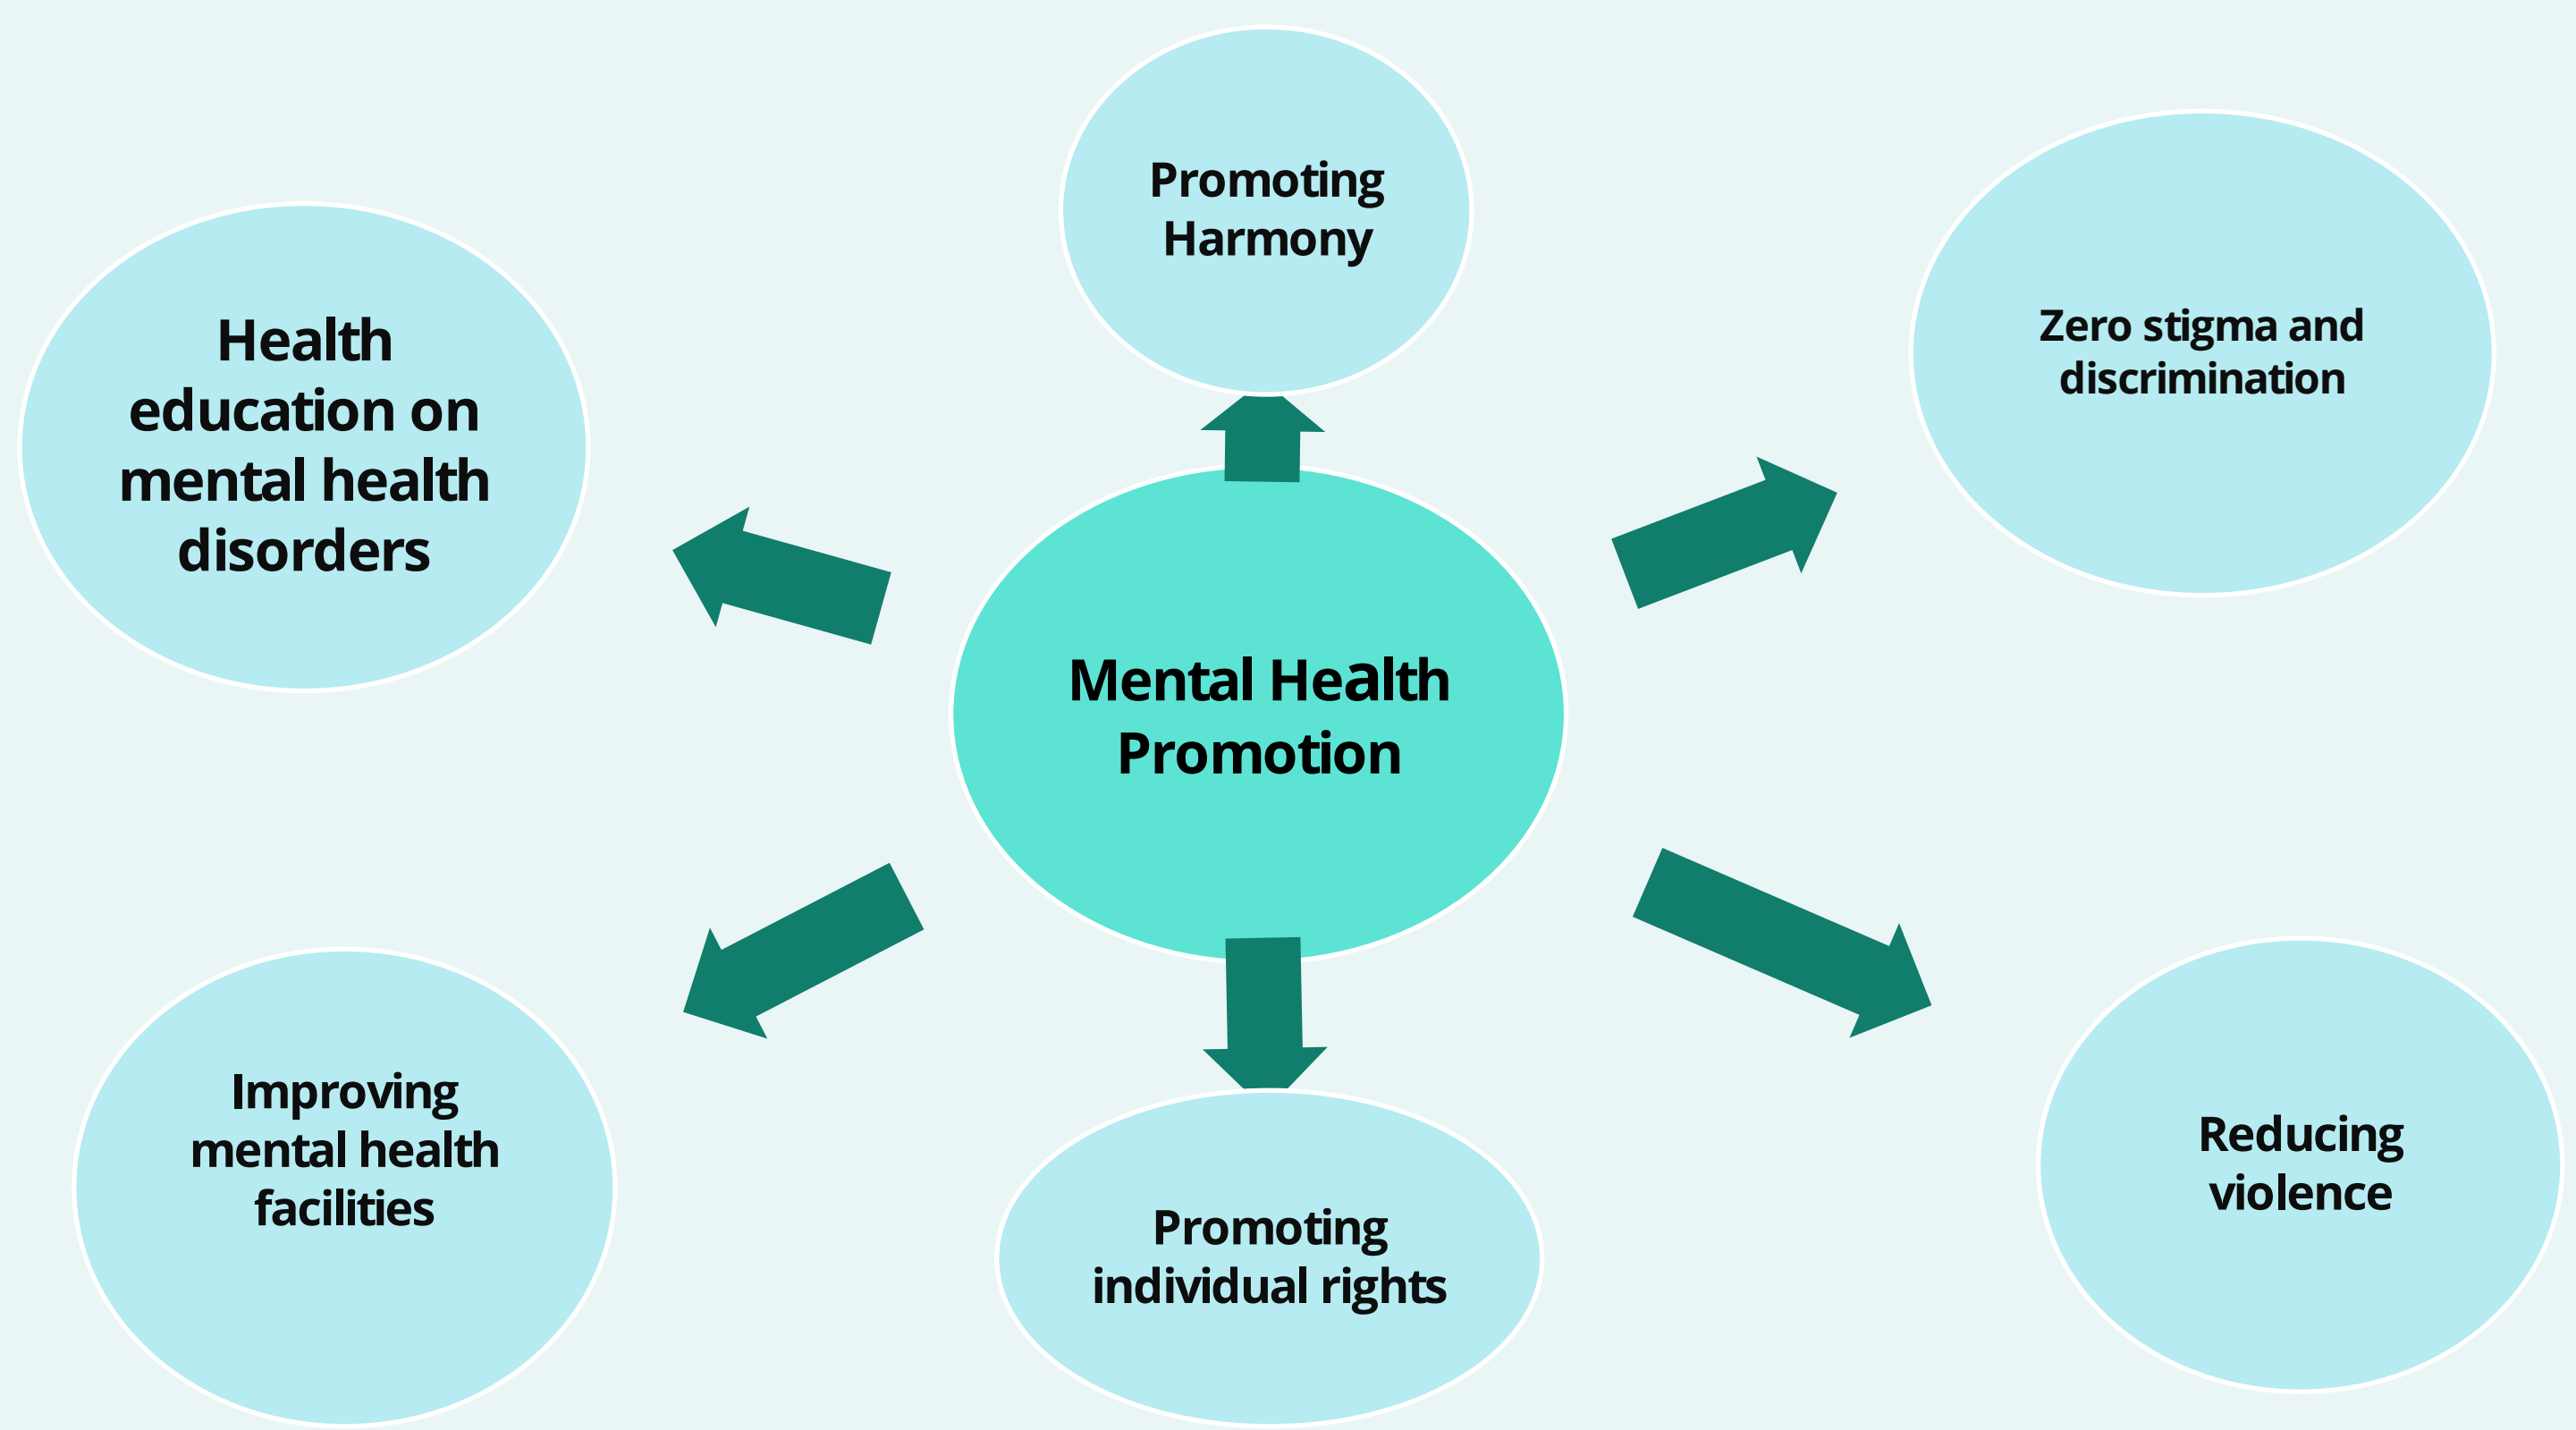 Promoting
Harmony
Zero stigma and
discrimination
Health
education on
mental health
disorders
Mental Health
Promotion
Improving
mental health
facilities
Promoting
individual rights
Reducing
violence